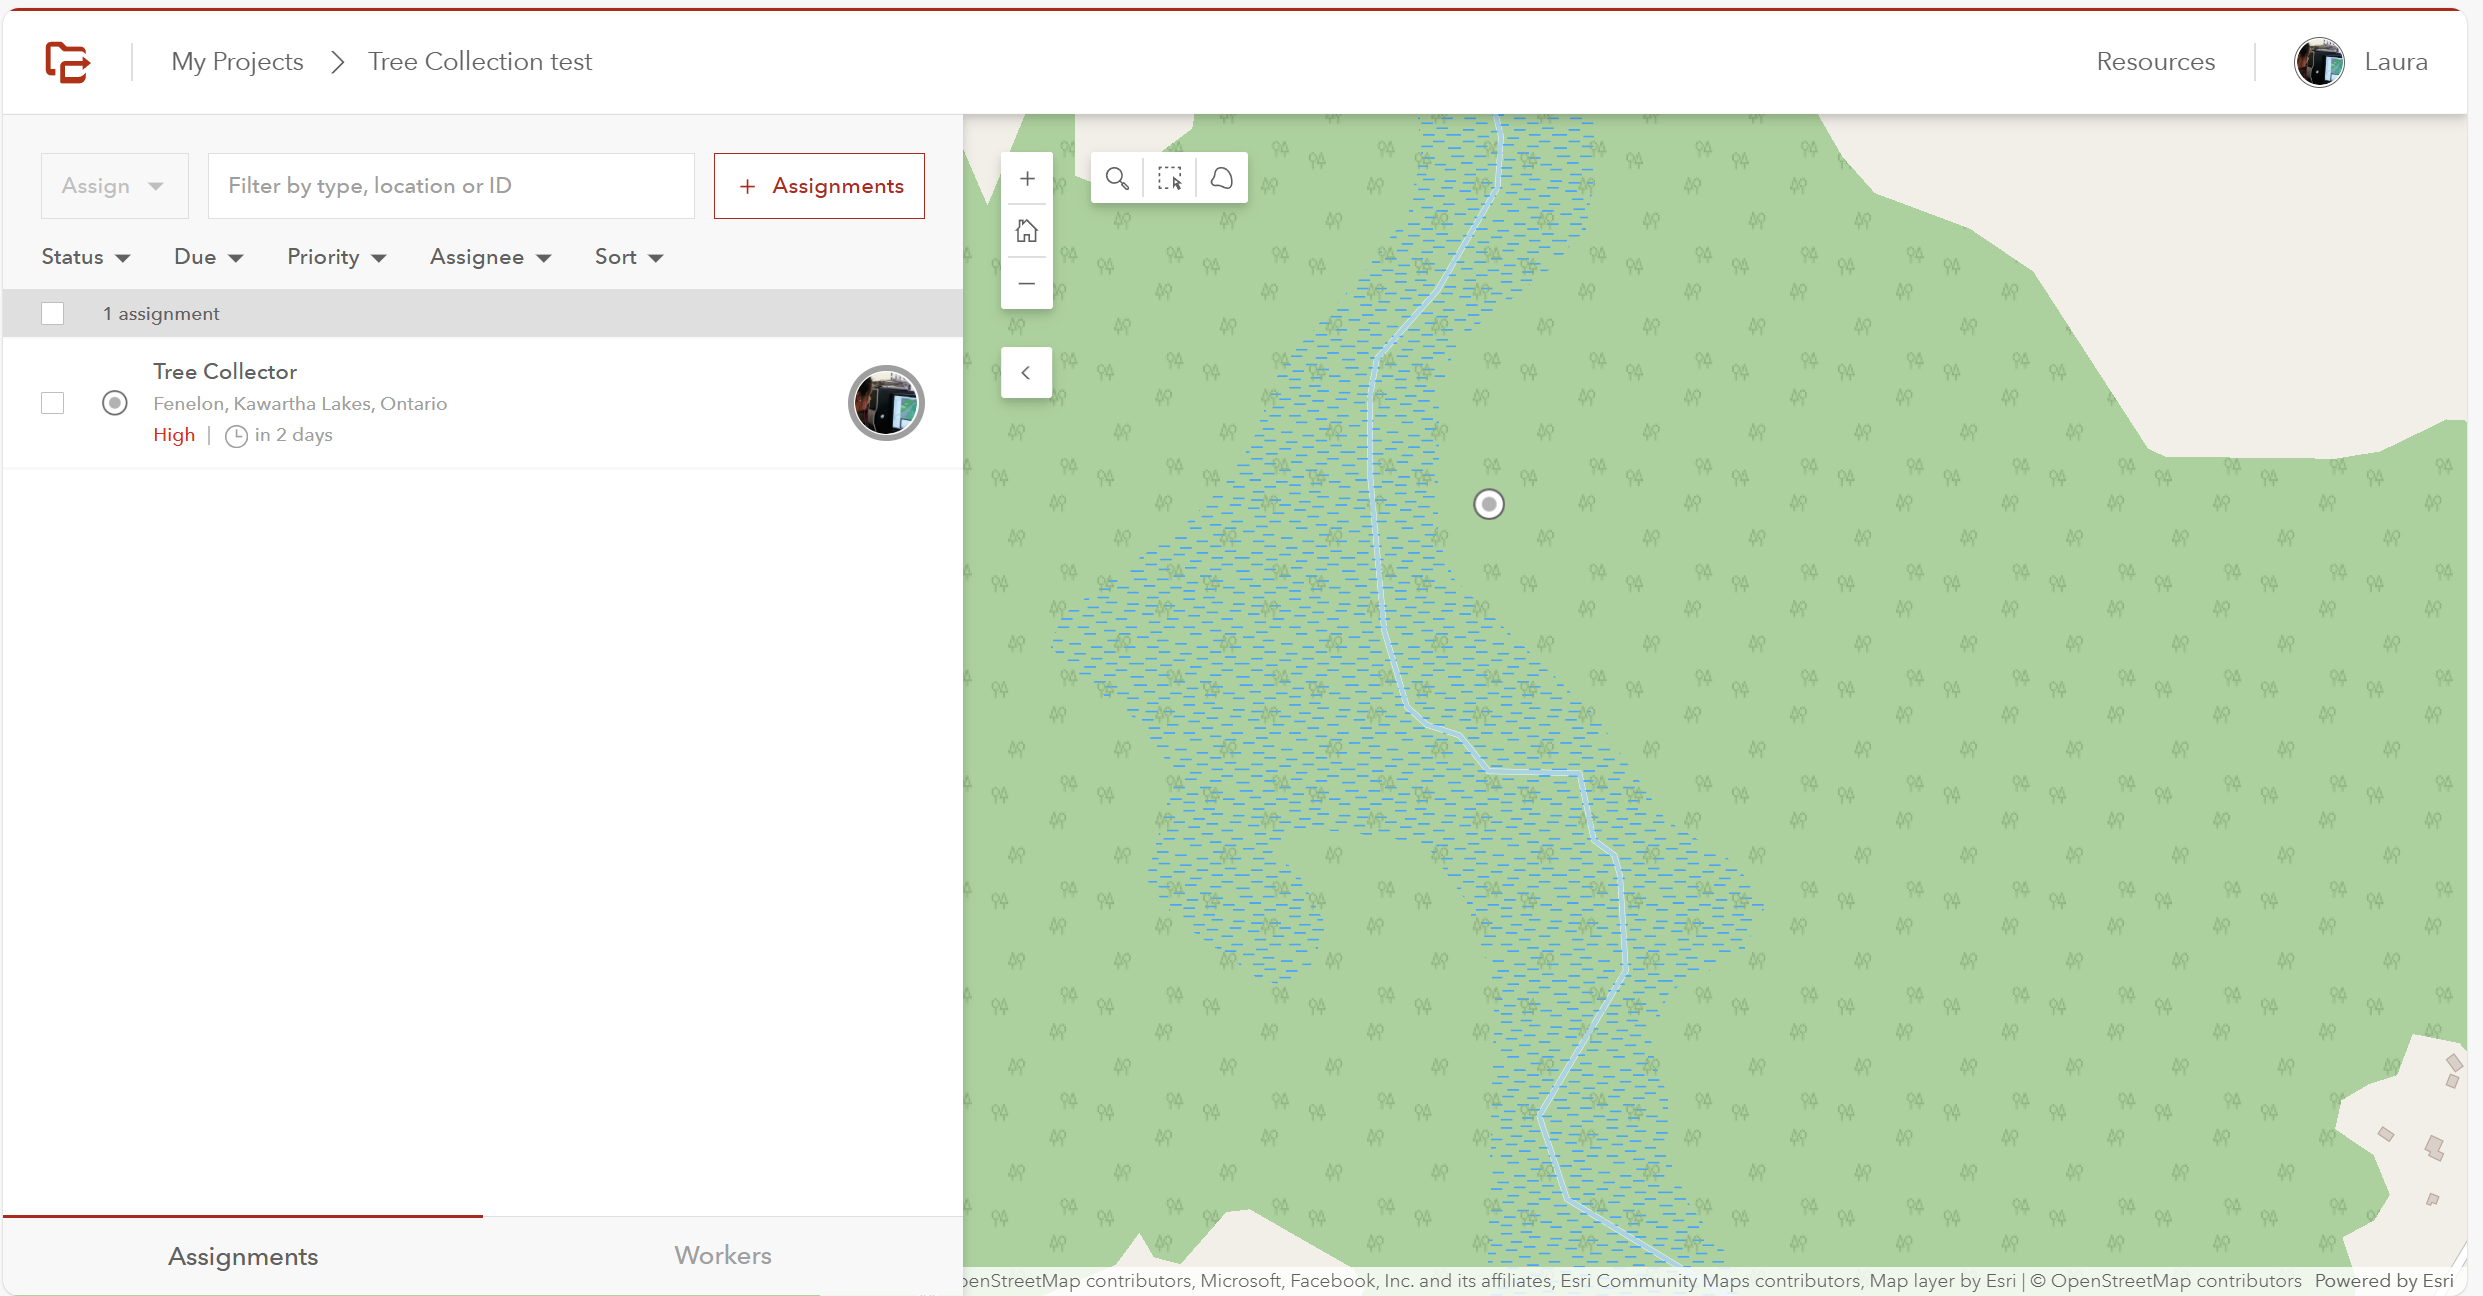 My Projects > Tree Collection test
Resources
Laura
Assign
Filter by type, location or ID
+ Assignments
Status
Due
Priority
Assignee
Sort
1 assignment
Tree Collector
Fenelon, Kawartha Lakes, Ontario
High | in 2 days
Assignments
Workers
penStreetMap contributors, Microsoft, Facebook, Inc. and its affiliates, Esri Community Maps contributors, Map layer by Esri | © OpenStreetMap contributors
Powered by Esri